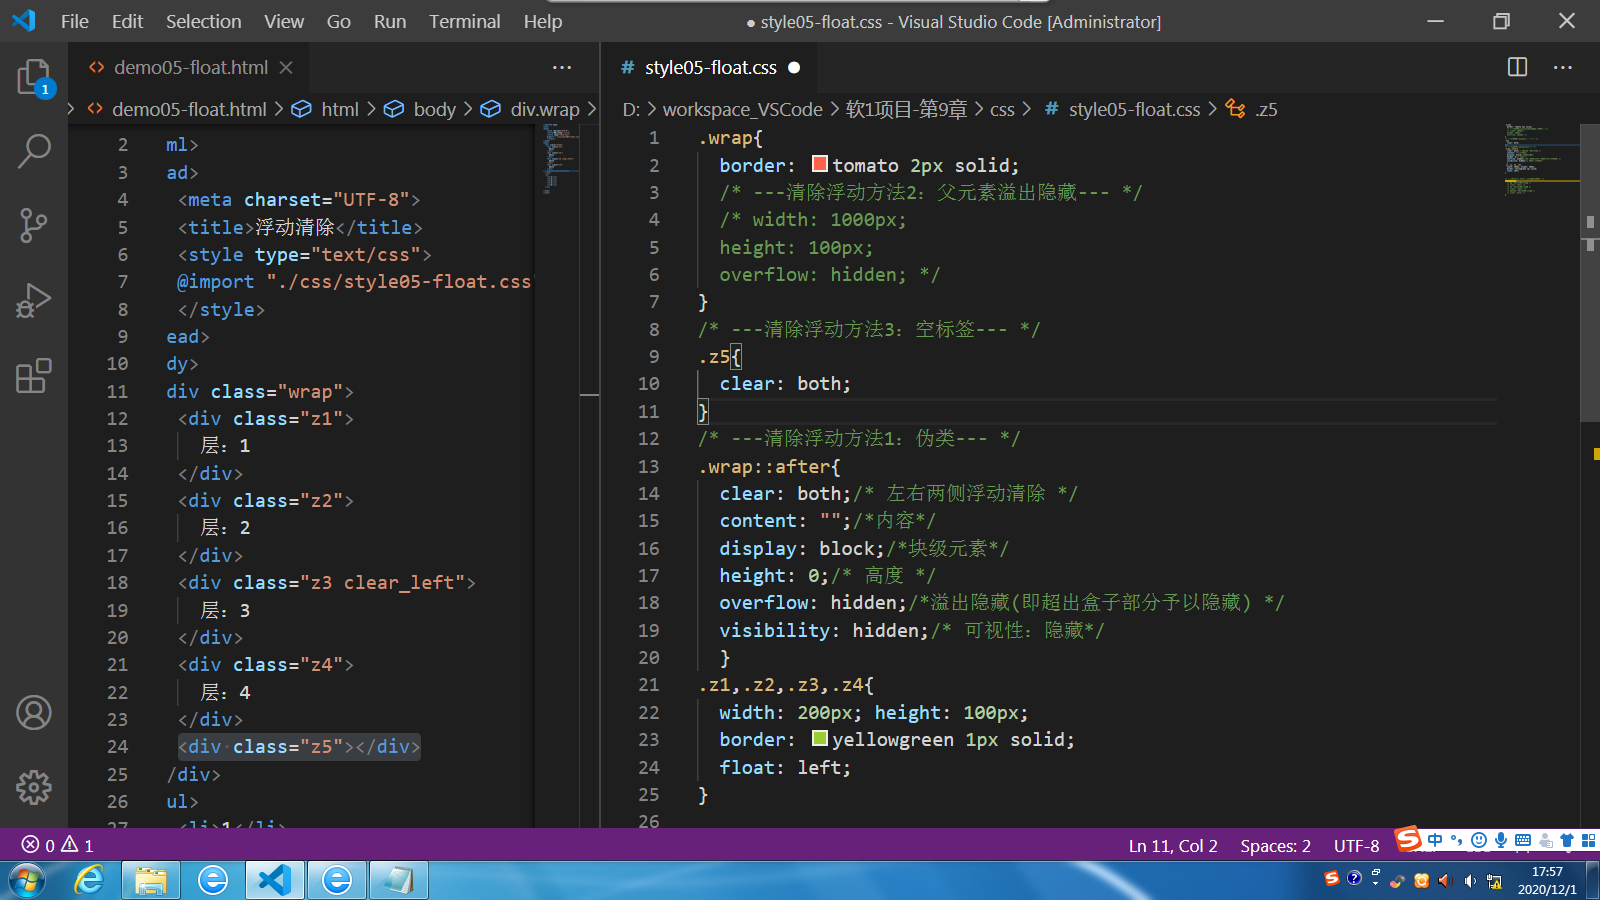 File Edit Selection View Go Run Terminal Help
● style05-float.css - Visual Studio Code [Administrator]
demo05-float.html
# style05-float.css
1
demo05-float.html > html > body > div.wrap >
D: > workspace_VSCode > 软1项目-第9章 > css > # style05-float.css > .z5
2 ml>
3 ad>
4 <meta charset="UTF-8">
5 <title>浮动清除</title>
6 <style type="text/css">
7 @import "./css/style05-float.css'
8 </style>
9 ead>
10 dy>
11 div class="wrap">
12 <div class="z1">
13 层：1
14 </div>
15 <div class="z2">
16 层：2
17 </div>
18 <div class="z3 clear_left">
19 层：3
20 </div>
21 <div class="z4">
22 层：4
23 </div>
24 <div class="z5"></div>
25 /div>
26 ul>
27 <li>1</li>
1 .wrap{
2 border: tomato 2px solid;
3 /* ---清除浮动方法2：父元素溢出隐藏--- */
4 /* width: 1000px;
5 height: 100px;
6 overflow: hidden; */
7 }
8 /* ---清除浮动方法3：空标签--- */
9 .z5{
10 clear: both;
11 }
12 /* ---清除浮动方法1：伪类--- */
13 .wrap::after{
14 clear: both;/* 左右两侧浮动清除 */
15 content: "";/*内容*/
16 display: block;/*块级元素*/
17 height: 0;/* 高度 */
18 overflow: hidden;/*溢出隐藏(即超出盒子部分予以隐藏) */
19 visibility: hidden;/* 可视性：隐藏*/
20 }
21 .z1,.z2,.z3,.z4{
22 width: 200px; height: 100px;
23 border: yellowgreen 1px solid;
24 float: left;
25 }
26
0 1
Ln 11, Col 2 Spaces: 2 UTF-8
中
17:57
2020/12/1